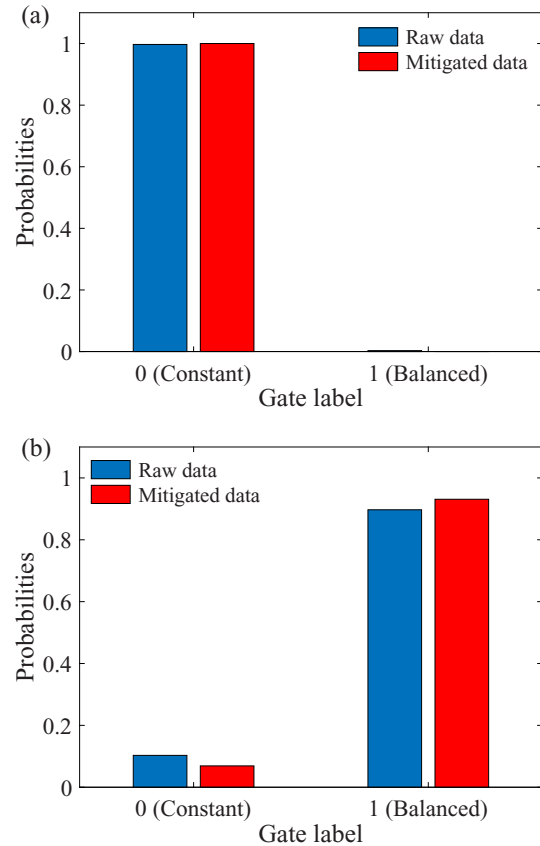 (a)
Raw data
Mitigated data
Probabilities
1
0.8
0.6
0.4
0.2
0
0 (Constant)
1 (Balanced)
Gate label
(b)
Raw data
Mitigated data
Probabilities
1
0.8
0.6
0.4
0.2
0
0 (Constant)
1 (Balanced)
Gate label